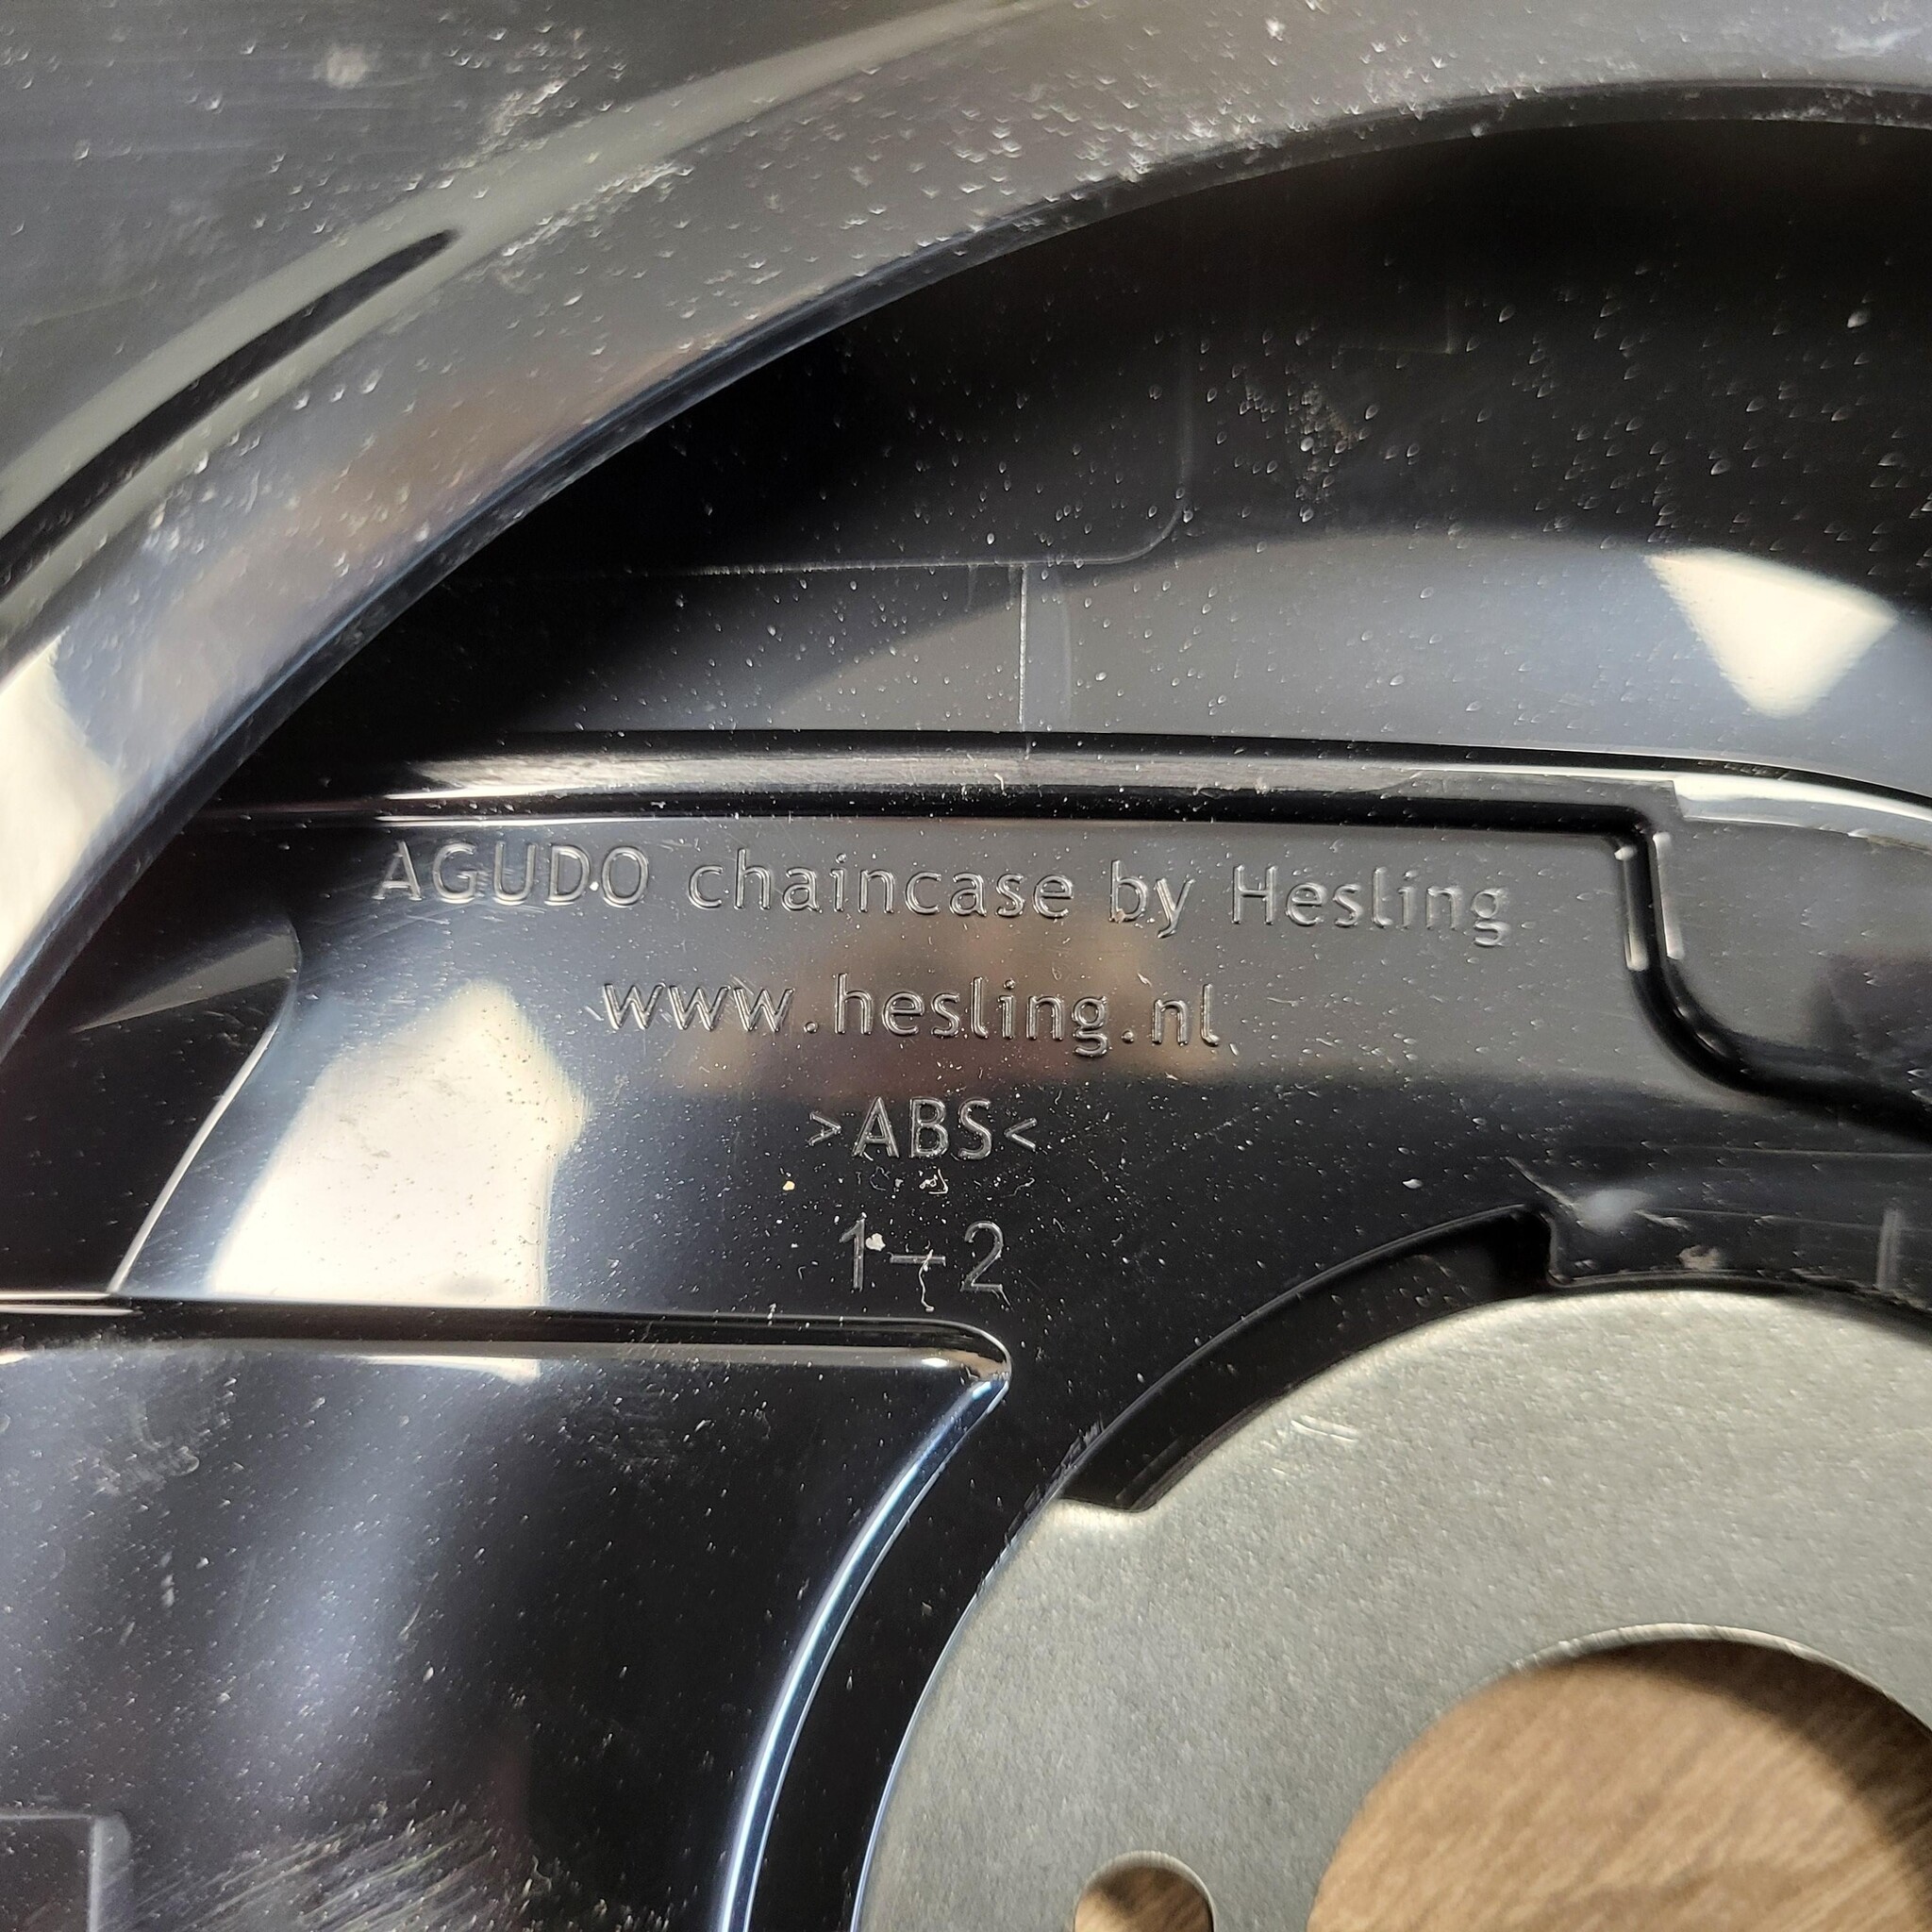 AGUDO chaincase by Hesling
www.hesling.nl
>ABS<
1-2